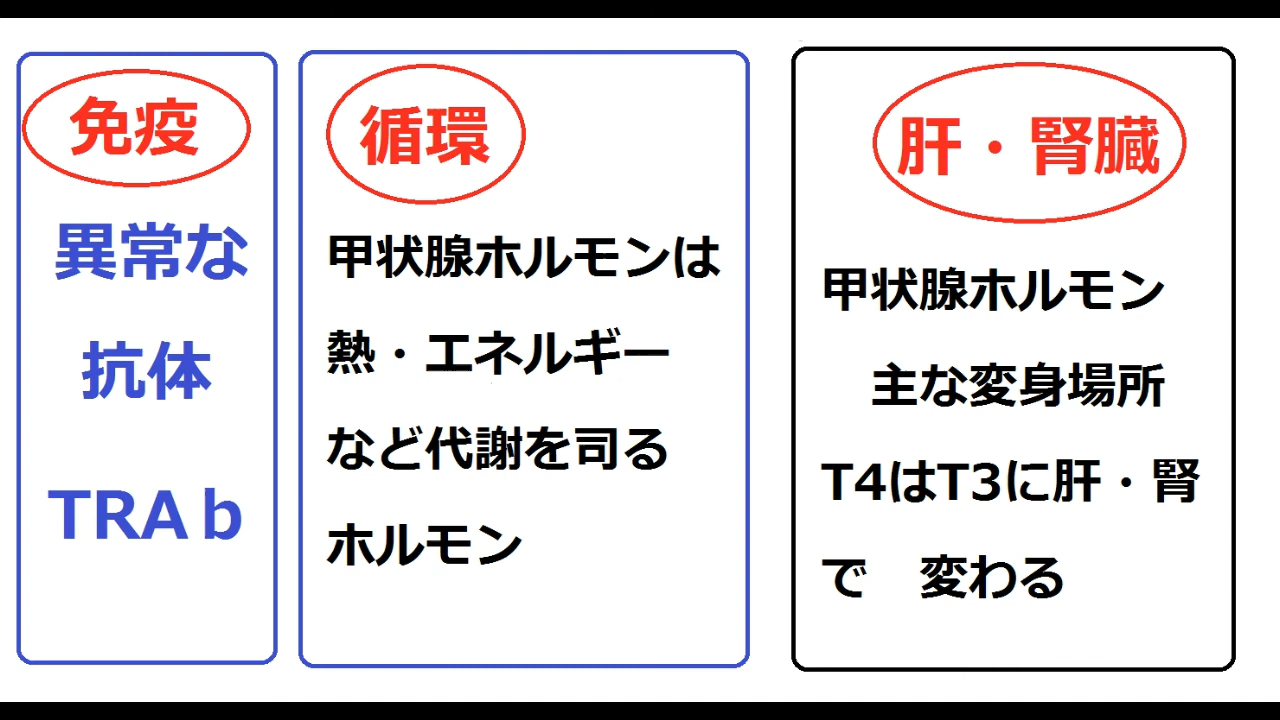 免疫
異常な
抗体
TRAｂ
循環
甲状腺ホルモンは
熱・エネルギー
など代謝を司る
ホルモン
肝・腎臓
甲状腺ホルモン
主な変身場所
T4はT3に肝・腎
で　変わる